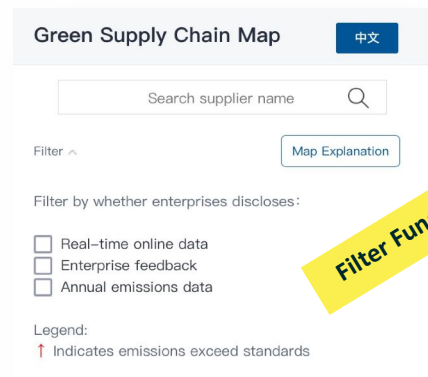 Green Supply Chain Map
中文
Search supplier name
Filter
Map Explanation
Filter by whether enterprises discloses:
Real-time online data
Filter
Enterprise feedback
Annual emissions data
Legend:
↑ Indicates emissions exceed standards